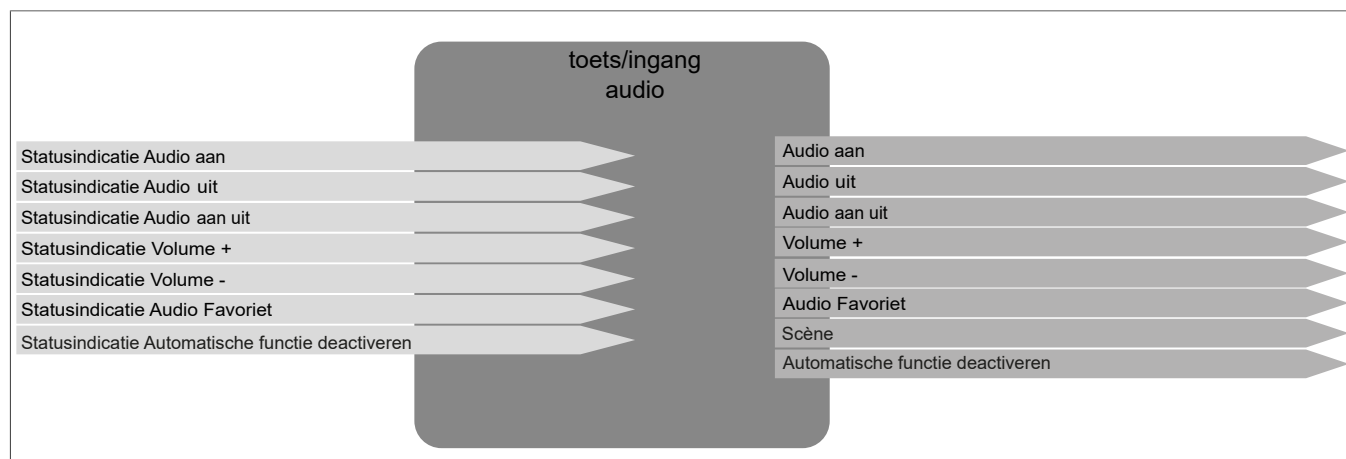 toets/ingang
audio
Statusindicatie Audio aan
Statusindicatie Audio uit
Statusindicatie Audio aan uit
Statusindicatie Volume +
Statusindicatie Volume -
Statusindicatie Audio Favoriet
Statusindicatie Automatische functie deactiveren
Audio aan
Audio uit
Audio aan uit
Volume +
Volume -
Audio Favoriet
Scène
Automatische functie deactiveren